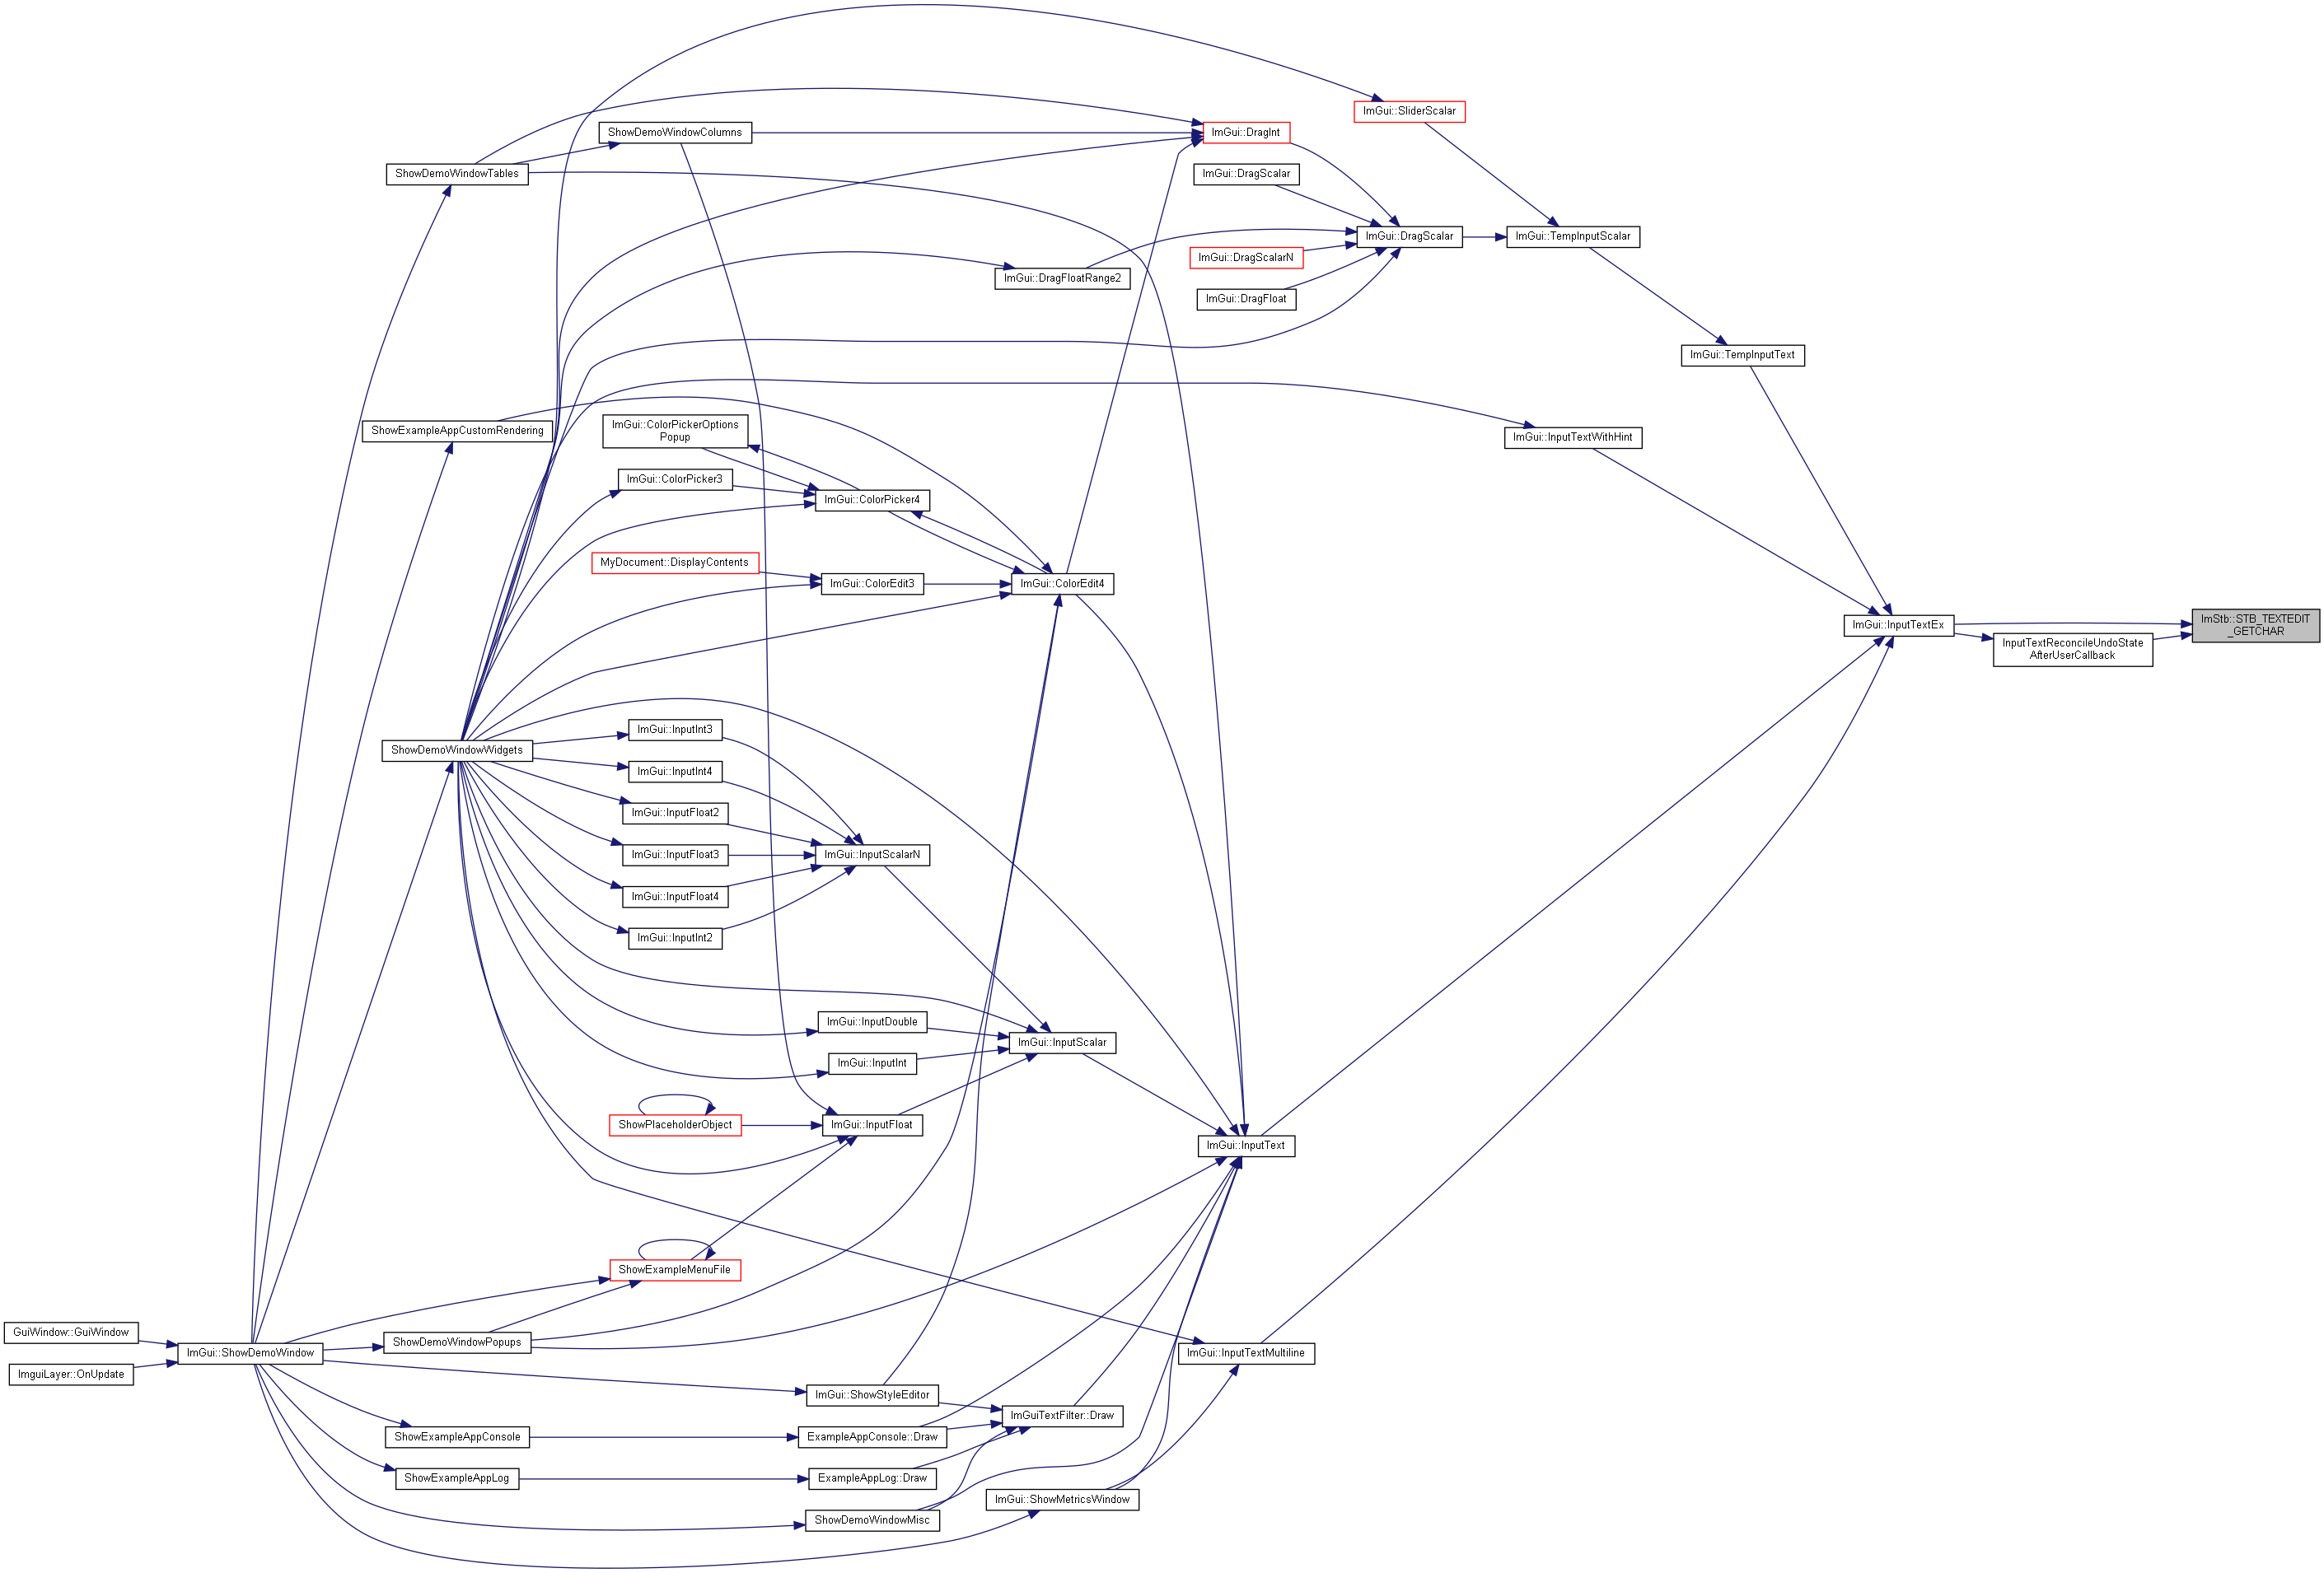 ImGui::SliderScalar
ShowDemoWindowColumns
ImGui::DragInt
ShowDemoWindowTables
ImGui::DragScalar
ImGui::DragScalar
ImGui::TempInputScalar
ImGui::DragScalarN
ImGui::DragFloatRange2
ImGui::DragFloat
ImGui::TempInputText
ShowExampleAppCustomRendering
ImGui::ColorPickerOptions
Popup
ImGui::InputTextWithHint
ImGui::ColorPicker3
ImGui::ColorPicker4
MyDocument::DisplayContents
ImGui::ColorEdit3
ImGui::ColorEdit4
ImGui::InputTextEx
ImStb::STB_TEXTEDIT
_GETCHAR
InputTextReconcileUndoState
AfterUserCallback
ShowDemoWindowWidgets
ImGui::InputInt3
ImGui::InputInt4
ImGui::InputFloat2
ImGui::InputFloat3
ImGui::InputScalarN
ImGui::InputFloat4
ImGui::InputInt2
ImGui::InputDouble
ImGui::InputScalar
ImGui::InputInt
ShowPlaceholderObject
ImGui::InputFloat
ImGui::InputText
ShowExampleMenuFile
GuiWindow::GuiWindow
ImGui::ShowDemoWindow
ShowDemoWindowPopups
ImGui::InputTextMultiline
ImguiLayer::OnUpdate
ImGui::ShowStyleEditor
ImGuiTextFilter::Draw
ShowExampleAppConsole
ExampleAppConsole::Draw
ShowExampleAppLog
ExampleAppLog::Draw
ImGui::ShowMetricsWindow
ShowDemoWindowMisc